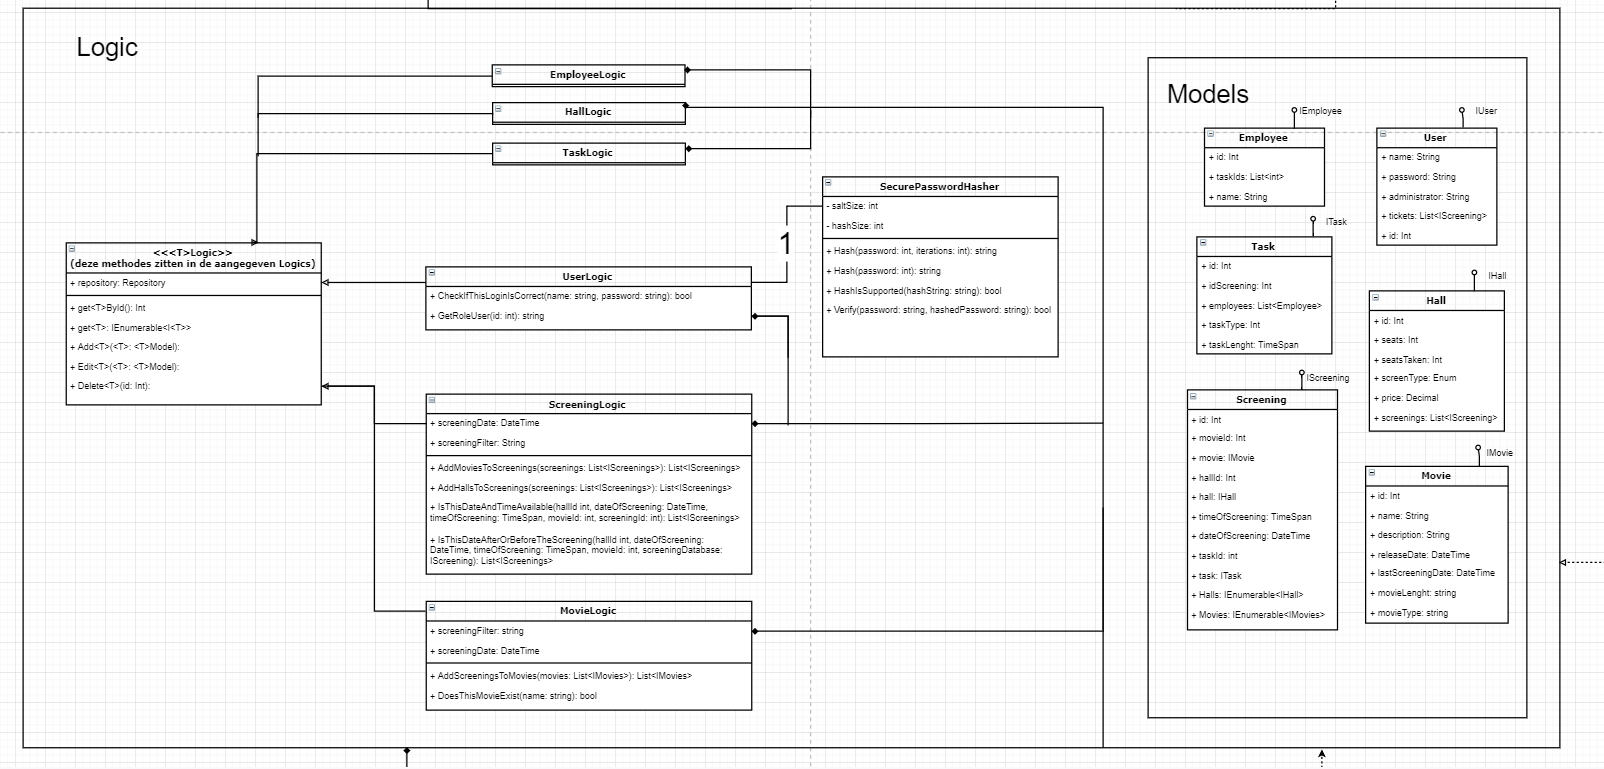 Logic
EmployeeLogic
HallLogic
TaskLogic
<<<T>Logic>>
(deze methodes zitten in de aangegeven Logics)
+ repository: Repository
+ get<T>ById(): Int
+ get<T>: IEnumerable<I<T>>
+ Add<T>(<T>: <T>Model):
+ Edit<T>(<T>: <T>Model):
+ Delete<T>(id: Int):
UserLogic
+ CheckIfThisLoginIsCorrect(name: string, password: string): bool
+ GetRoleUser(id: int): string
1
SecurePasswordHasher
- saltSize: int
- hashSize: int
+ Hash(password: int, iterations: int): string
+ Hash(password: int): string
+ HashIsSupported(hashString: string): bool
+ Verify(password: string, hashedPassword: string): bool
ScreeningLogic
+ screeningDate: DateTime
+ screeningFilter: String
+ AddMoviesToScreenings(screenings: List<IScreenings>): List<IScreenings>
+ AddHallsToScreenings(screenings: List<IScreenings>): List<IScreenings>
+ IsThisDateAndTimeAvailable(hallId int, dateOfScreening: DateTime,
timeOfScreening: TimeSpan, movieId: int, screeningId: int): List<IScreenings>
+ IsThisDateAfterOrBeforeTheScreening(hallId int, dateOfScreening:
DateTime, timeOfScreening: TimeSpan, movieId: int, screeningDatabase:
IScreening): List<IScreenings>
MovieLogic
+ screeningFilter: string
+ screeningDate: DateTime
+ AddScreeningsToMovies(movies: List<IMovies>): List<IMovies>
+ DoesThisMovieExist(name: string): bool
Models
IEmployee
Employee
+ id: Int
+ taskIds: List<int>
+ name: String
IUser
User
+ name: String
+ password: String
+ administrator: String
+ tickets: List<IScreening>
+ id: Int
ITask
Task
+ id: Int
+ idScreening: Int
+ employees: List<Employee>
+ taskType: Int
+ taskLenght: TimeSpan
IHall
Hall
+ id: Int
+ seats: Int
+ seatsTaken: Int
+ screenType: Enum
+ price: Decimal
+ screenings: List<IScreening>
IScreening
Screening
+ id: Int
+ movieId: Int
+ movie: IMovie
+ hallId: Int
+ hall: IHall
+ timeOfScreening: TimeSpan
+ dateOfScreening: DateTime
+ taskId: int
+ task: ITask
+ Halls: IEnumerable<IHall>
+ Movies: IEnumerable<IMovies>
IMovie
Movie
+ id: Int
+ name: String
+ description: String
+ releaseDate: DateTime
+ lastScreeningDate: DateTime
+ movieLenght: string
+ movieType: string